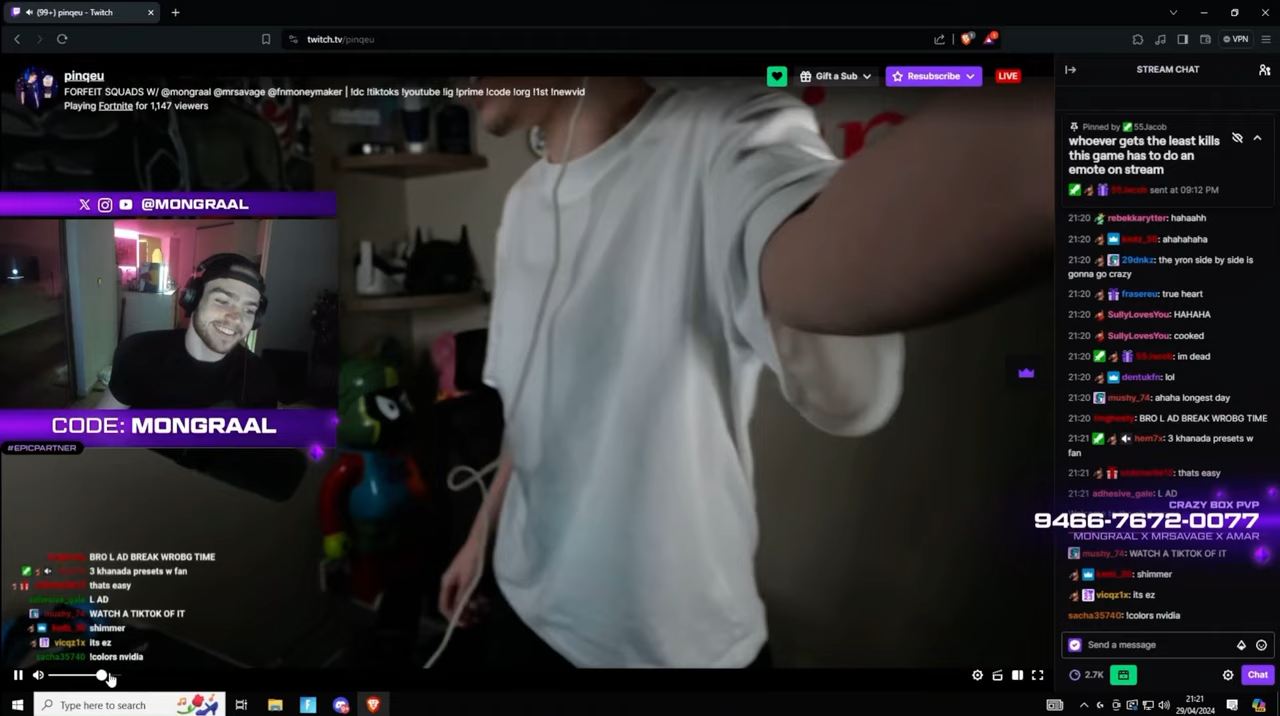 (99+) pinqeu - Twitch
twitch.tv/pinqeu
VPN
pinqeu
FORFEIT SQUADS W/ @mongraal @mrsavage @fnmoneymaker | !dc !tiktoks !youtube !ig !prime !code !org !1st !newvid
Playing Fortnite for 1,147 viewers
Gift a Sub
Resubscribe
LIVE
@MONGRAAL
CODE: MONGRAAL
#EPICPARTNER
BRO L AD BREAK WROBG TIME
3 khanada presets w fan
thats easy
L AD
mushy_74: WATCH A TIKTOK OF IT
shimmer
vicqz1x: its ez
sacha35740: !colors nvidia
STREAM CHAT
Pinned by 55Jacob
whoever gets the least kills
this game has to do an
emote on stream
55Jacob sent at 09:12 PM
21:20 rebekkarytter: hahaahh
21:20 ahahahaha
21:20 29dnkz: the yron side by side is
gonna go crazy
21:20 frasereu: true heart
21:20 SullyLovesYou: HAHAHA
21:20 SullyLovesYou: cooked
21:20 55Jacob: im dead
21:20 dentukfn: lol
21:20 mushy_74: ahaha longest day
21:20 BRO L AD BREAK WROBG TIME
21:21 hem7x: 3 khanada presets w
fan
21:21 thats easy
21:21 adhesive_gale: L AD
CRAZY BOX PVP
9466-7672-0077
MONGRAAL X MRSAVAGE X AMAR
mushy_74: WATCH A TIKTOK OF IT
shimmer
vicqz1x: its ez
sacha35740: !colors nvidia
Send a message
2.7K
Chat
Type here to search
21:21
29/04/2024